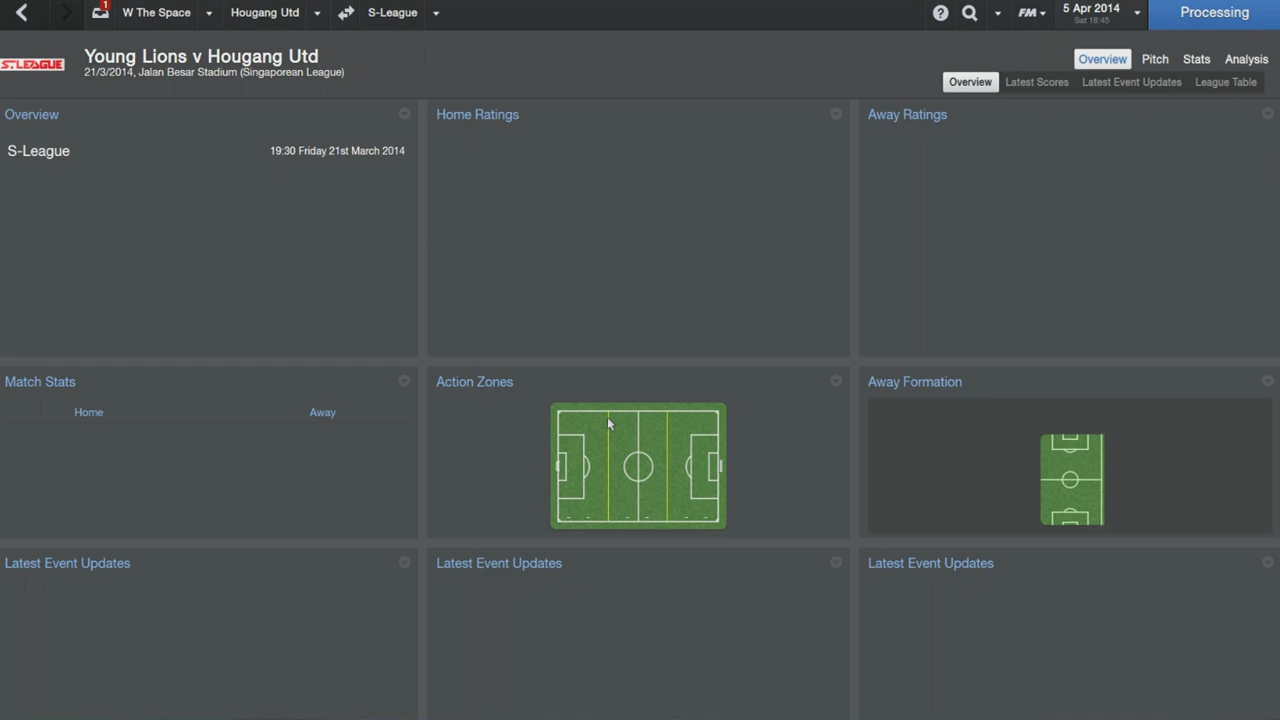 1
W The Space
Hougang Utd
S-League
?
FM
5 Apr 2014
Sat 18:45
Processing
S.LEAGUE
Young Lions v Hougang Utd
21/3/2014, Jalan Besar Stadium (Singaporean League)
Overview Pitch Stats Analysis
Overview Latest Scores Latest Event Updates League Table
Overview
S-League 19:30 Friday 21st March 2014
Home Ratings
Away Ratings
Match Stats
Home Away
Action Zones
Away Formation
Latest Event Updates
Latest Event Updates
Latest Event Updates